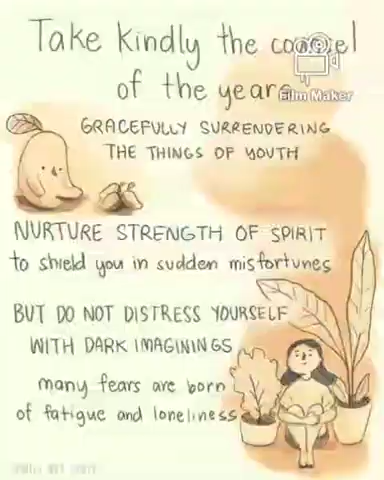 Take kindly the counsel
of the years
Film Maker
GRACEFULLY SURRENDERING
THE THINGS OF YOUTH
NURTURE STRENGTH OF SPIRIT
to shield you in sudden misfortunes
BUT DO NOT DISTRESS YOURSELF
WITH DARK IMAGININGS
many fears are born
of fatigue and loneliness